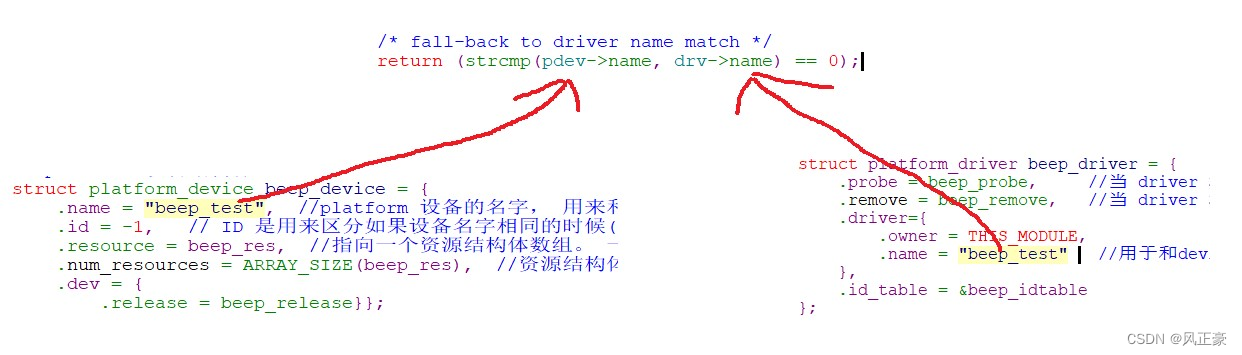 /* fall-back to driver name match */
return (strcmp(pdev->name, drv->name) == 0);
struct platform_device beep_device = {
.name = "beep_test", //platform 设备的名字， 用来和
.id = -1, // ID 是用来区分如果设备名字相同的时候(
.resource = beep_res, //指向一个资源结构体数组。
.num_resources = ARRAY_SIZE(beep_res), //资源结构体
.dev = {
.release = beep_release}};
struct platform_driver beep_driver = {
.probe = beep_probe, //当 driver
.remove = beep_remove, //当 driver
.driver={
.owner = THIS_MODULE,
.name = "beep_test" //用于和dev
},
.id_table = &beep_idtable
};
CSDN @风正豪